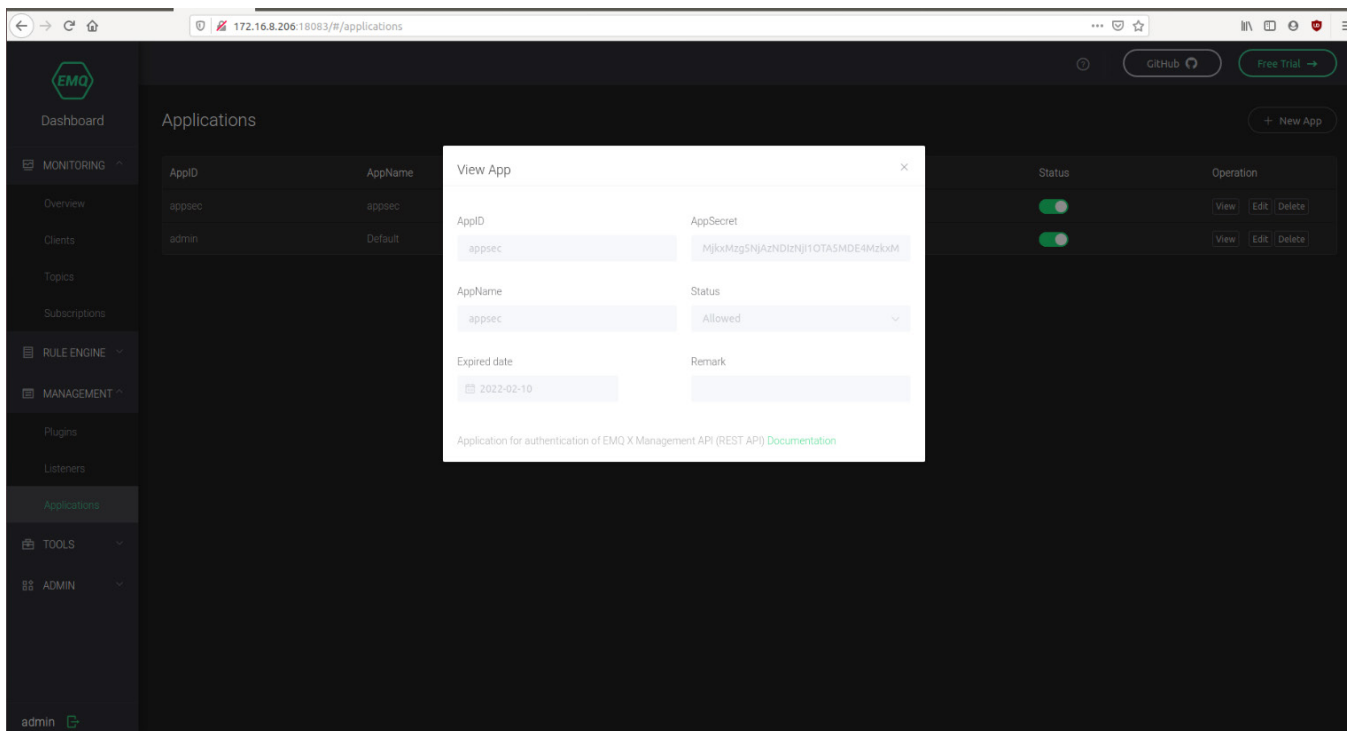 172.16.8.206:18083/#/applications
EMQ
GitHub
Free Trial →
Dashboard
Applications
+ New App
MONITORING
Overview
Clients
Topics
Subscriptions
RULE ENGINE
MANAGEMENT
Plugins
Listeners
Applications
TOOLS
ADMIN
admin
AppID AppName Status Operation
appsec appsec View Edit Delete
admin Default View Edit Delete
View App ×
AppID AppSecret
appsec
AppName Status
appsec Allowed
Expired date Remark
2022-02-10
Application for authentication of EMQ X Management API (REST API) Documentation